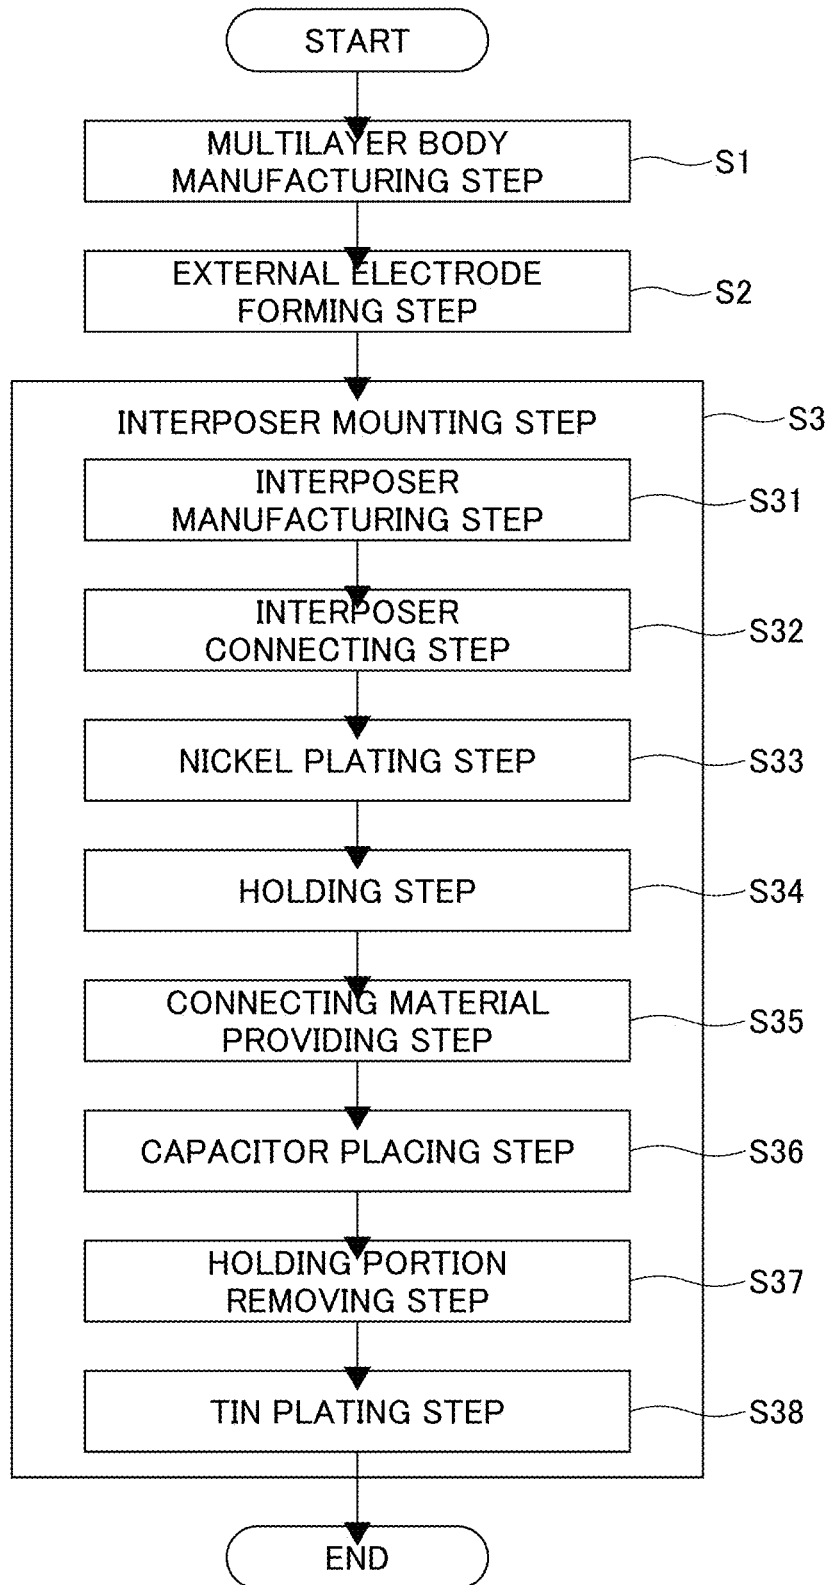 START
MULTILAYER BODY
MANUFACTURING STEP
S1
EXTERNAL ELECTRODE
FORMING STEP
S2
INTERPOSER MOUNTING STEP
S3
INTERPOSER
MANUFACTURING STEP
S31
INTERPOSER
CONNECTING STEP
S32
NICKEL PLATING STEP
S33
HOLDING STEP
S34
CONNECTING MATERIAL
PROVIDING STEP
S35
CAPACITOR PLACING STEP
S36
HOLDING PORTION
REMOVING STEP
S37
TIN PLATING STEP
S38
END